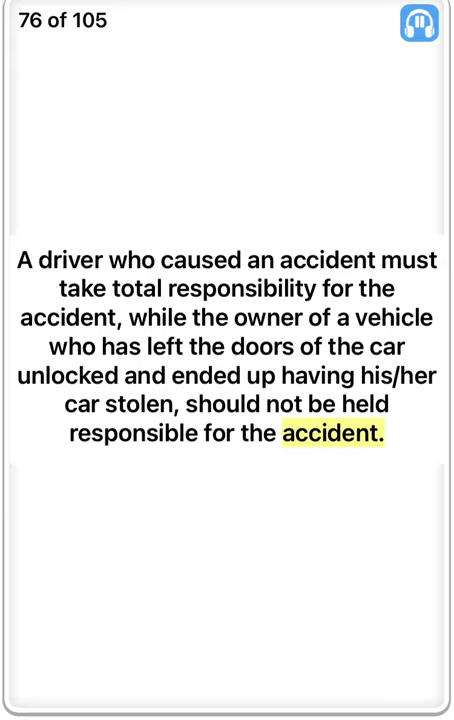 76 of 105
A driver who caused an accident must
take total responsibility for the
accident, while the owner of a vehicle
who has left the doors of the car
unlocked and ended up having his/her
car stolen, should not be held
responsible for the accident.